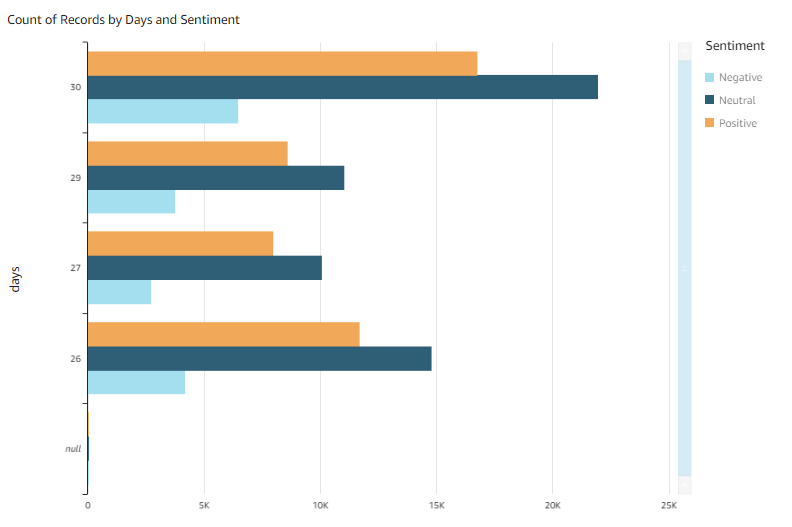 Count of Records by Days and Sentiment
Sentiment
Negative
Neutral
Positive
days
30
29
27
26
null
0
5K
10K
15K
20K
25K